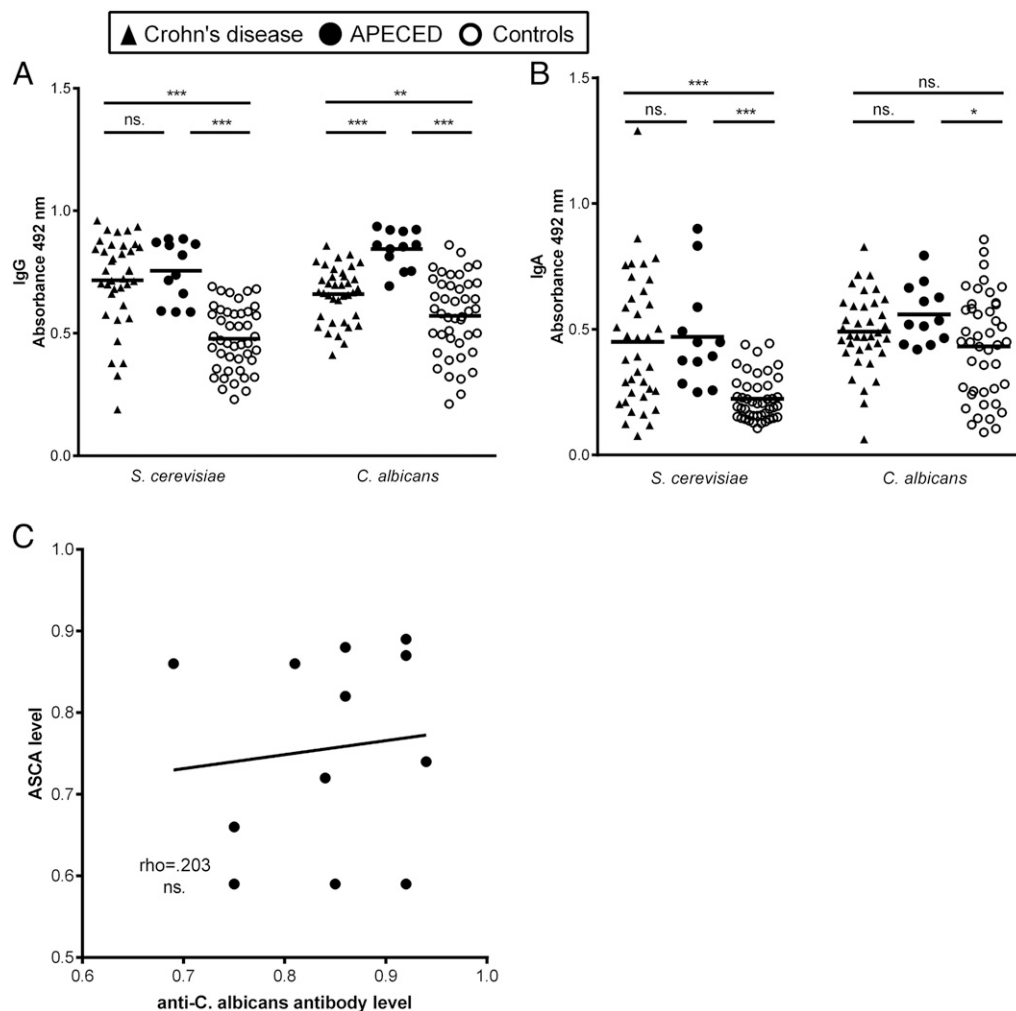 Crohn's disease APECED Controls
A
IgG
Absorbance 492 nm
1.5
1.0
0.5
0.0
***
ns.
***
**
***
***
S. cerevisiae
C. albicans
B
IgA
Absorbance 492 nm
1.5
1.0
0.5
0.0
***
ns.
***
ns.
ns.
*
S. cerevisiae
C. albicans
C
ASCA level
1.0
0.9
0.8
0.7
0.6
0.5
rho=.203
ns.
0.6 0.7 0.8 0.9 1.0
anti-C. albicans antibody level